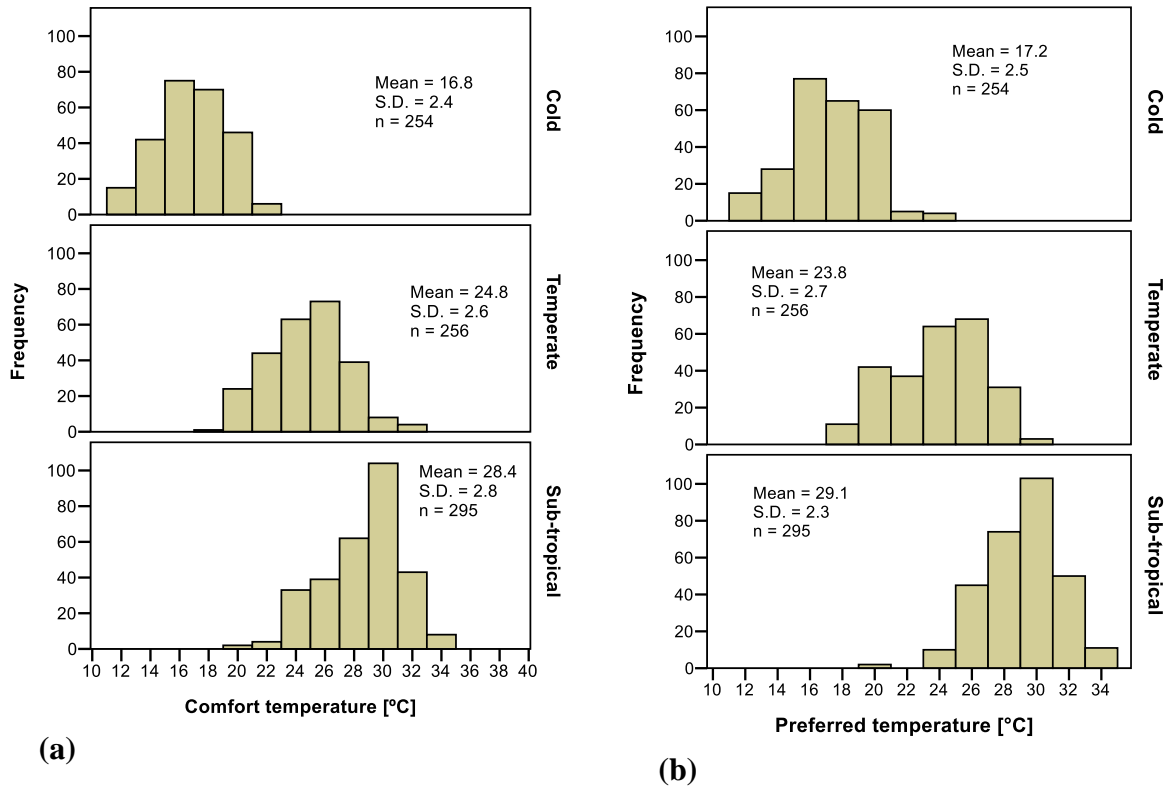 100
80
60
40
20
0
Mean = 16.8
S.D. = 2.4
n = 254
Cold
100
80
60
40
20
0
Mean = 24.8
S.D. = 2.6
n = 256
Temperate
Frequency
100
80
60
40
20
0
Mean = 28.4
S.D. = 2.8
n = 295
Sub-tropical
10 12 14 16 18 20 22 24 26 28 30 32 34 36 38 40
Comfort temperature [ºC]
(a)
100
80
60
40
20
0
Mean = 17.2
S.D. = 2.5
n = 254
Cold
100
80
60
40
20
0
Mean = 23.8
S.D. = 2.7
n = 256
Temperate
Frequency
100
80
60
40
20
0
Mean = 29.1
S.D. = 2.3
n = 295
Sub-tropical
10 12 14 16 18 20 22 24 26 28 30 32 34
Preferred temperature [°C]
(b)